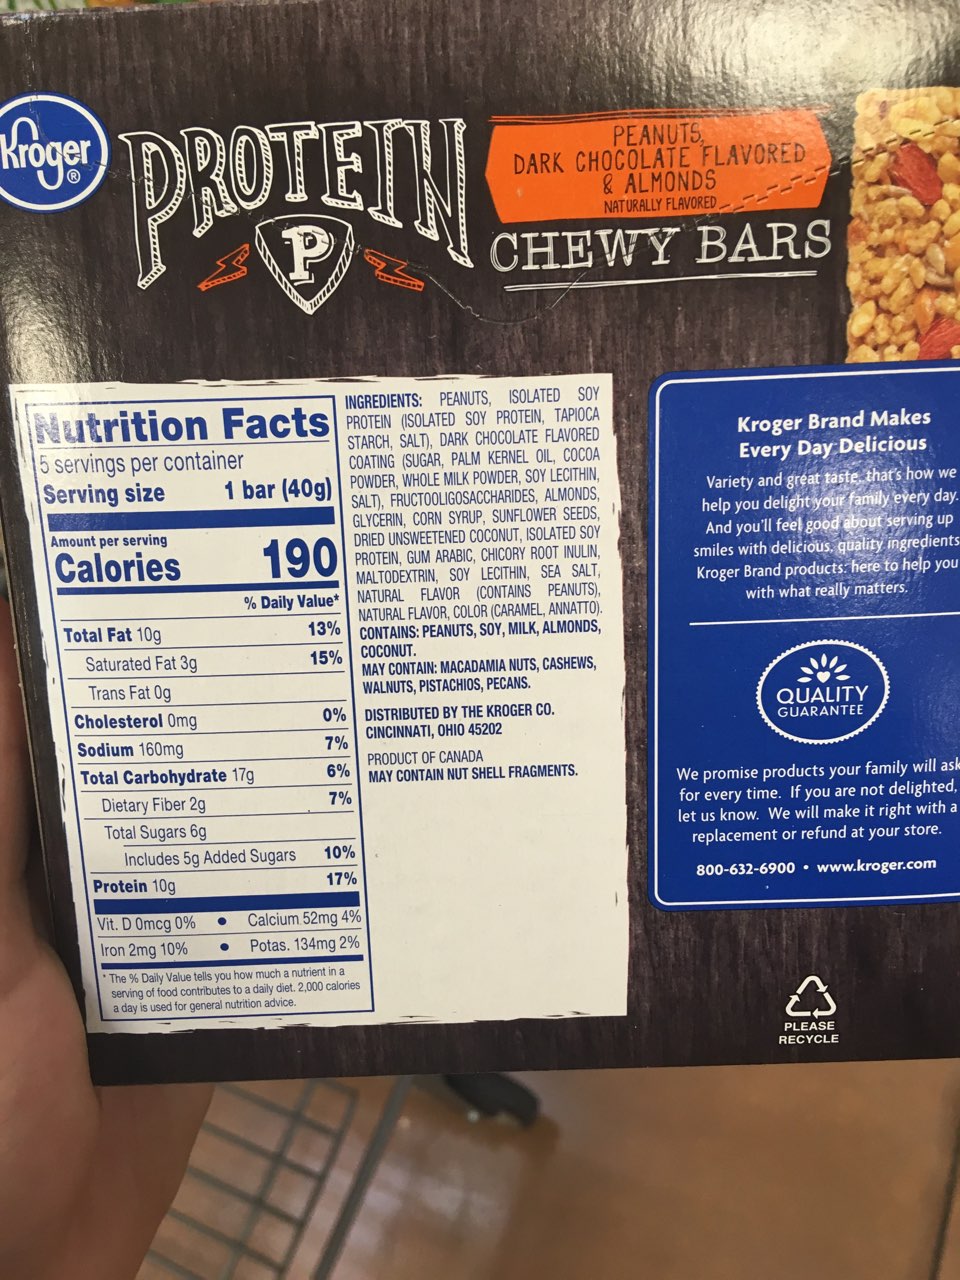 Kroger®
PROTEIN
P
PEANUTS,
DARK CHOCOLATE FLAVORED
& ALMONDS
NATURALLY FLAVORED
CHEWY BARS
Nutrition Facts
5 servings per container
Serving size 1 bar (40g)
Amount per serving
Calories 190
% Daily Value*
Total Fat 10g 13%
Saturated Fat 3g 15%
Trans Fat 0g
Cholesterol 0mg 0%
Sodium 160mg 7%
Total Carbohydrate 17g 6%
Dietary Fiber 2g 7%
Total Sugars 6g
Includes 5g Added Sugars 10%
Protein 10g 17%
Vit. D 0mcg 0% • Calcium 52mg 4%
Iron 2mg 10% • Potas. 134mg 2%
* The % Daily Value tells you how much a nutrient in a
serving of food contributes to a daily diet. 2,000 calories
a day is used for general nutrition advice.
INGREDIENTS: PEANUTS, ISOLATED SOY
PROTEIN (ISOLATED SOY PROTEIN, TAPIOCA
STARCH, SALT), DARK CHOCOLATE FLAVORED
COATING (SUGAR, PALM KERNEL OIL, COCOA
POWDER, WHOLE MILK POWDER, SOY LECITHIN,
SALT), FRUCTOOLIGOSACCHARIDES, ALMONDS,
GLYCERIN, CORN SYRUP, SUNFLOWER SEEDS,
DRIED UNSWEETENED COCONUT, ISOLATED SOY
PROTEIN, GUM ARABIC, CHICORY ROOT INULIN,
MALTODEXTRIN, SOY LECITHIN, SEA SALT,
NATURAL FLAVOR (CONTAINS PEANUTS),
NATURAL FLAVOR, COLOR (CARAMEL, ANNATTO).
CONTAINS: PEANUTS, SOY, MILK, ALMONDS,
COCONUT.
MAY CONTAIN: MACADAMIA NUTS, CASHEWS,
WALNUTS, PISTACHIOS, PECANS.
DISTRIBUTED BY THE KROGER CO.
CINCINNATI, OHIO 45202
PRODUCT OF CANADA
MAY CONTAIN NUT SHELL FRAGMENTS.
Kroger Brand Makes
Every Day Delicious
Variety and great taste, that's how we
help you delight your family every day.
And you'll feel good about serving up
smiles with delicious, quality ingredients
Kroger Brand products: here to help you
with what really matters.
QUALITY
GUARANTEE
We promise products your family will ask
for every time. If you are not delighted,
let us know. We will make it right with a
replacement or refund at your store.
800-632-6900 • www.kroger.com
PLEASE
RECYCLE